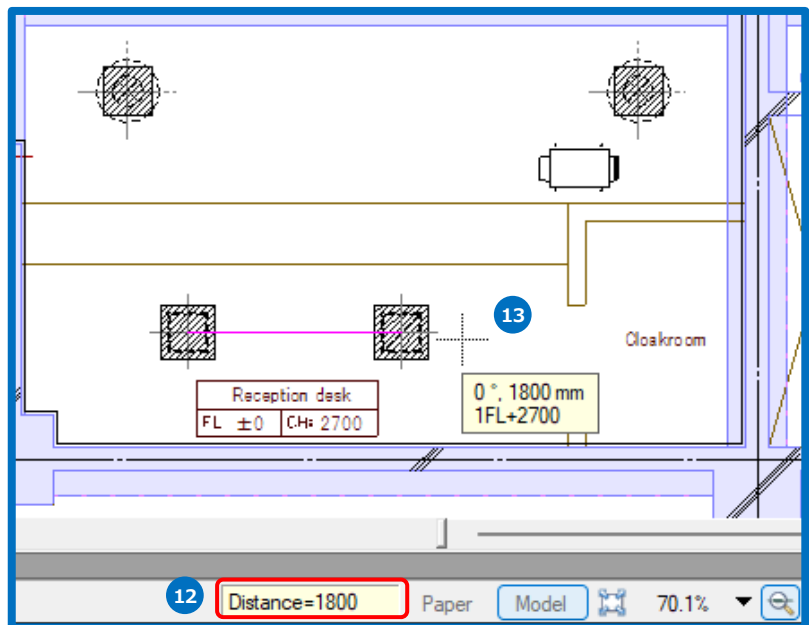 13
Cloakroom
Reception desk
FL ±0 CH: 2700
0 °, 1800 mm
1FL+2700
12 Distance=1800 Paper Model 70.1%